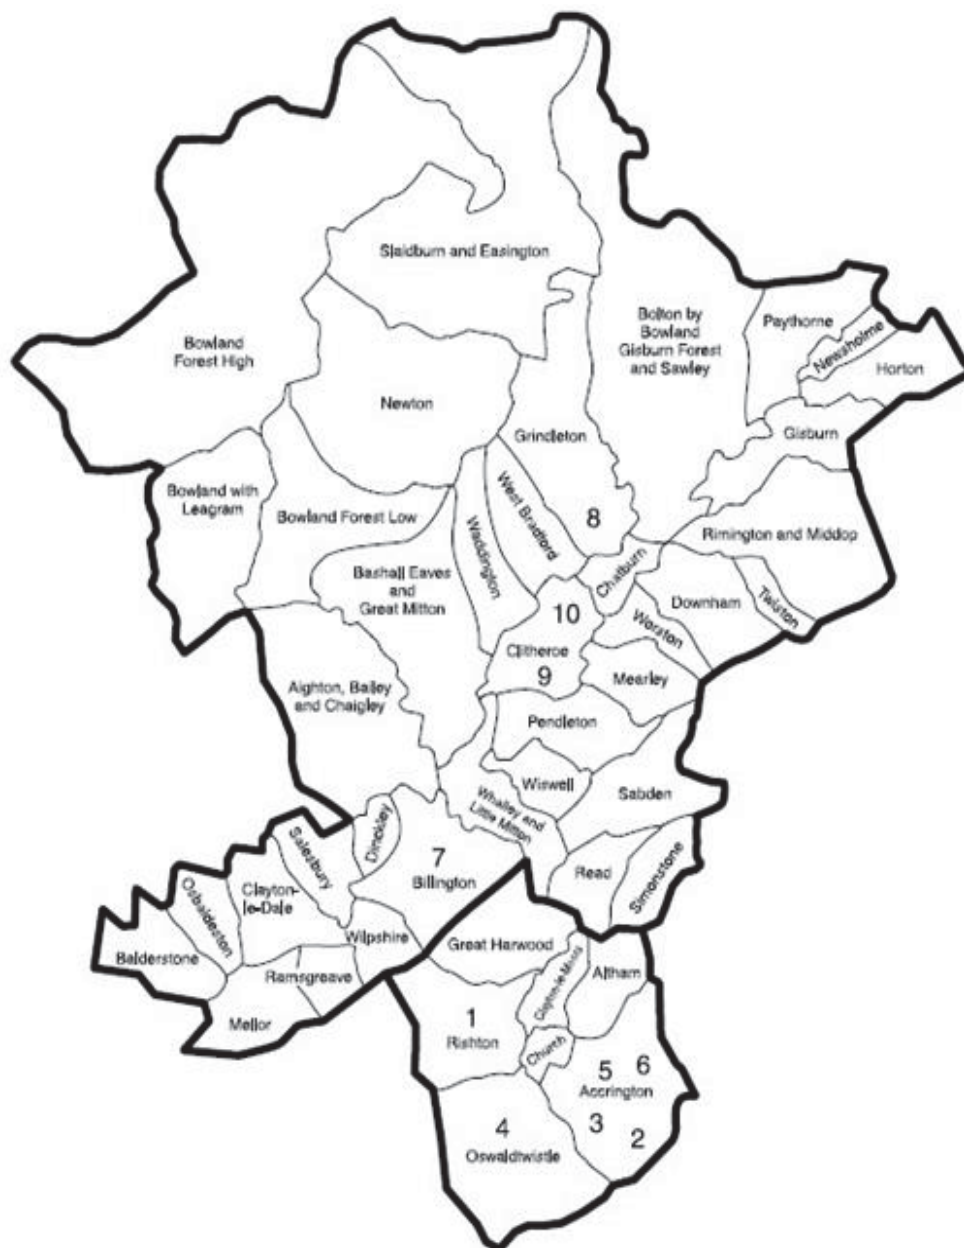 Slaidburn and Easington
Bowland
Forest High
Bolton by
Bowland
Gisburn Forest
and Sawley
Paythorne
Newsholme
Horton
Newton
Grindleton
Gisburn
Bowland with
Leagram
Bowland Forest Low
West Bradford
8
Rimington and Middop
Waddington
Chatburn
Bashall Eaves
and
Great Mitton
Downham
Twiston
10
Clitheroe
9
Worston
Mearley
Aighton, Bailey
and Chaigley
Pendleton
Wiswell
Sabden
Whalley and
Little Mitton
Dinckley
Salesbury
7
Billington
Read
Simonstone
Osbaldeston
Clayton-
le-Dale
Balderstone
Wilpshire
Great Harwood
Clayton-le-Moors
Altham
Ramsgreave
Mellor
1
Rishton
Church
5
6
Accrington
3
2
4
Oswaldtwistle